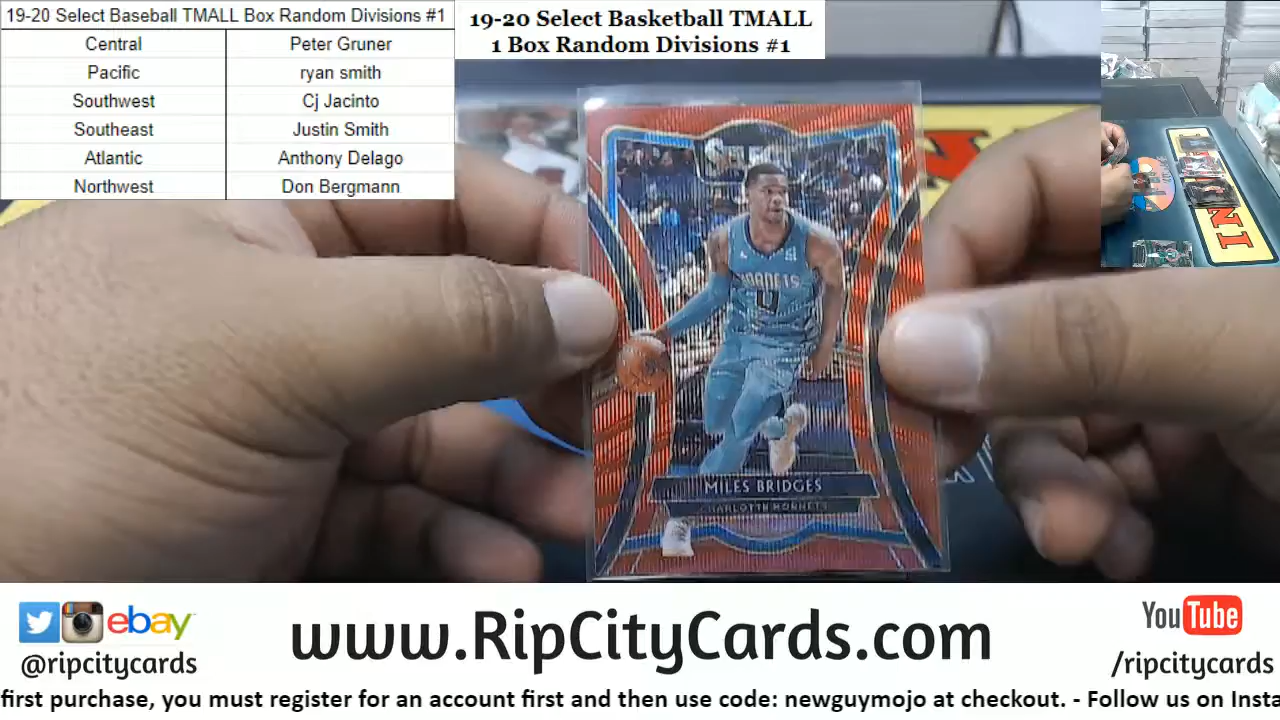 19-20 Select Baseball TMALL Box Random Divisions #1
Central Peter Gruner
Pacific ryan smith
Southwest Cj Jacinto
Southeast Justin Smith
Atlantic Anthony Delago
Northwest Don Bergmann
19-20 Select Basketball TMALL
1 Box Random Divisions #1
HORNETS
0
MILES BRIDGES
CHARLOTTE HORNETS
ebay
@ripcitycards
www.RipCityCards.com
YouTube
/ripcitycards
first purchase, you must register for an account first and then use code: newguymojo at checkout. - Follow us on Insta